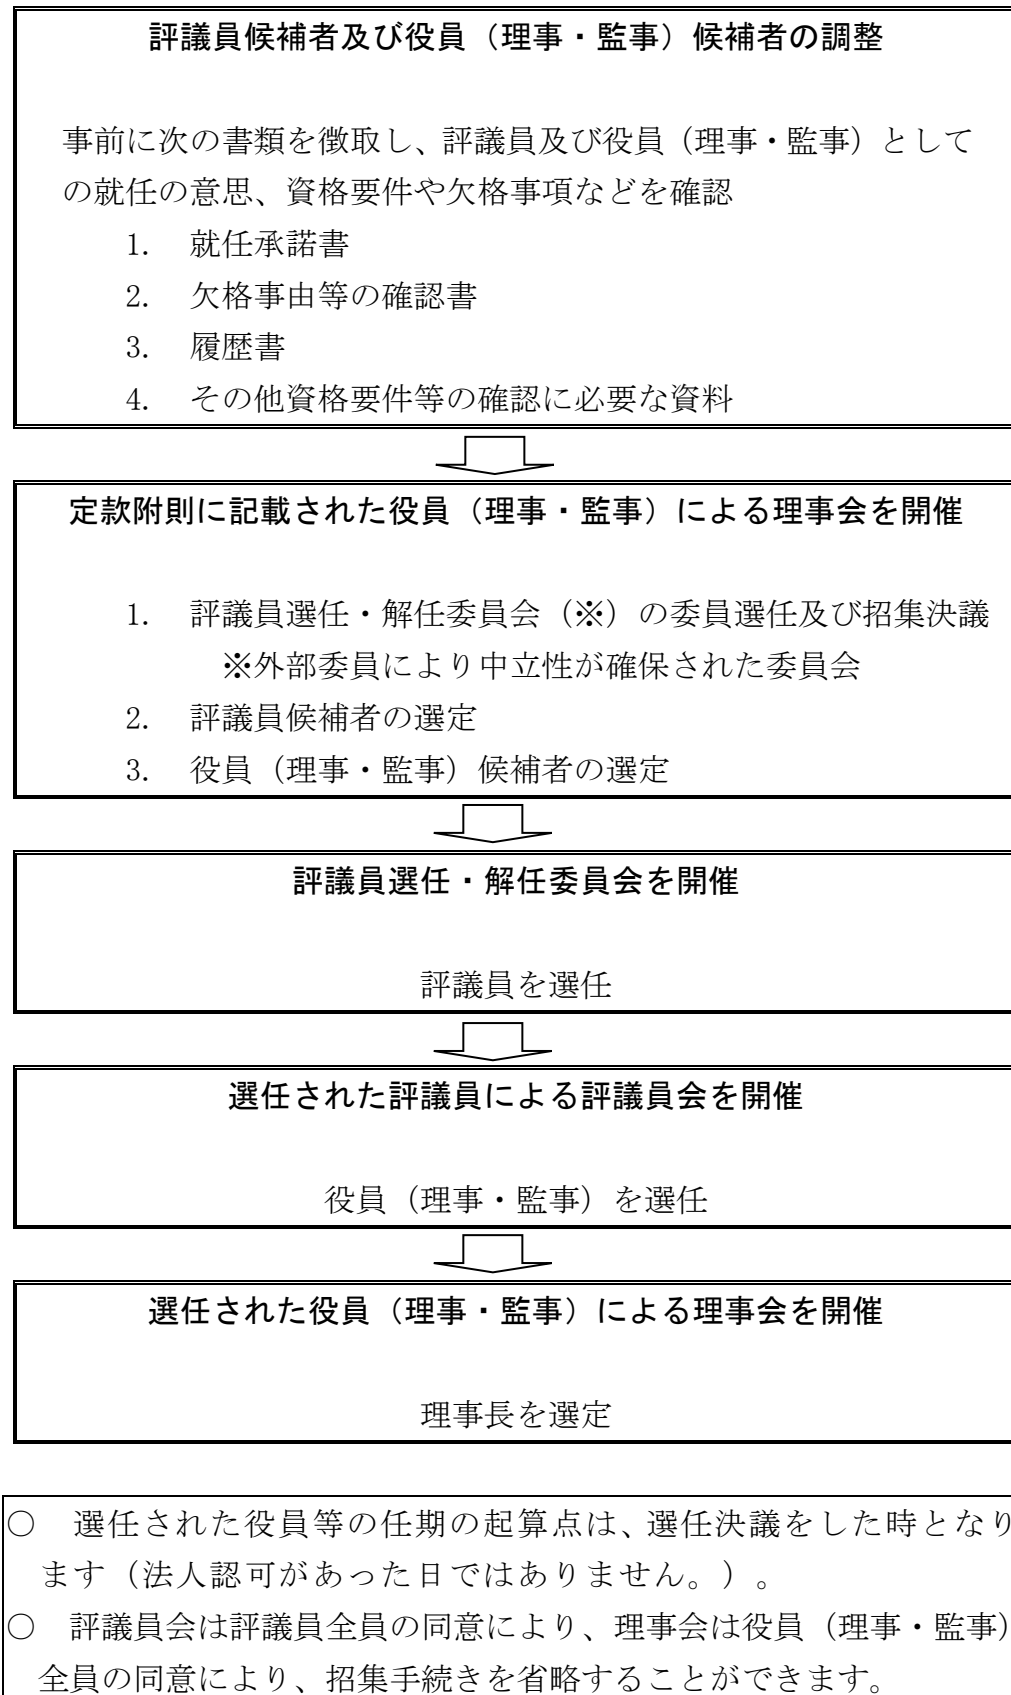 評議員候補者及び役員（理事・監事）候補者の調整
事前に次の書類を徴取し、評議員及び役員（理事・監事）として
の就任の意思、資格要件や欠格事項などを確認
1. 就任承諾書
2. 欠格事由等の確認書
3. 履歴書
4. その他資格要件等の確認に必要な資料
定款附則に記載された役員（理事・監事）による理事会を開催
1. 評議員選任・解任委員会（※）の委員選任及び招集決議
※外部委員により中立性が確保された委員会
2. 評議員候補者の選定
3. 役員（理事・監事）候補者の選定
評議員選任・解任委員会を開催
評議員を選任
選任された評議員による評議員会を開催
役員（理事・監事）を選任
選任された役員（理事・監事）による理事会を開催
理事長を選定
○ 選任された役員等の任期の起算点は、選任決議をした時となり
ます（法人認可があった日ではありません。）。
○ 評議員会は評議員全員の同意により、理事会は役員（理事・監事）
全員の同意により、招集手続きを省略することができます。